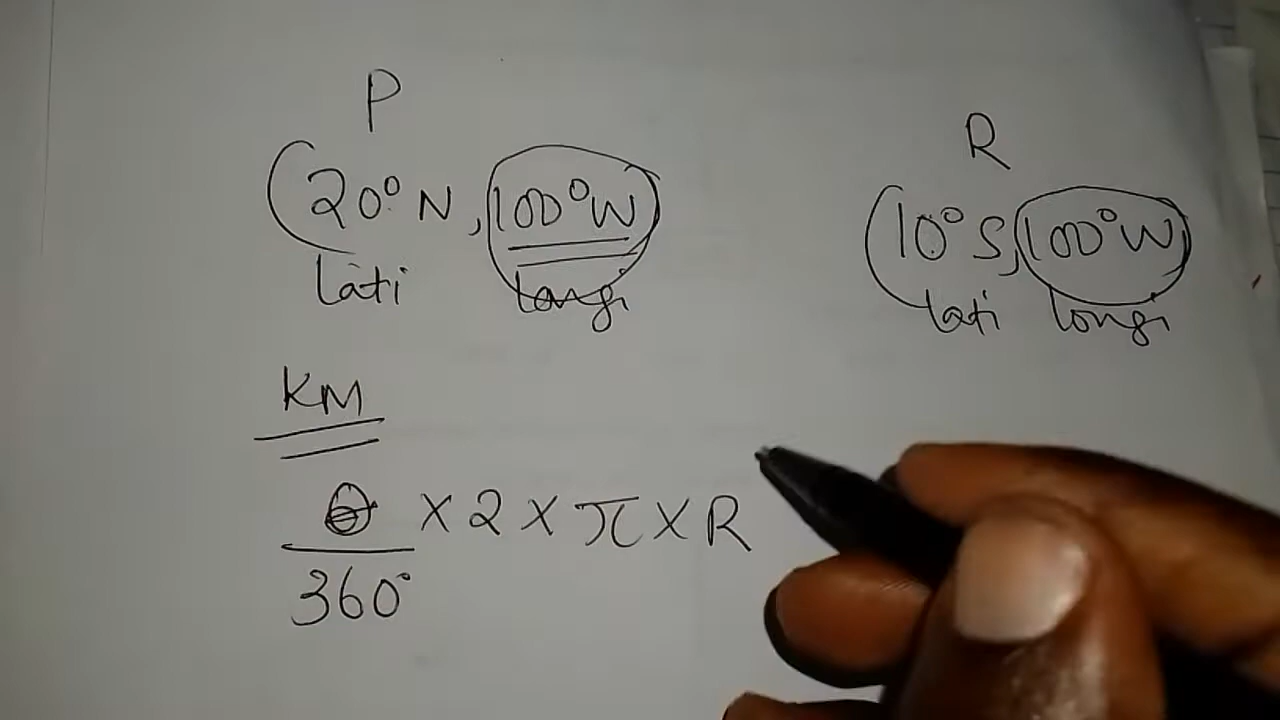 P
R
(20°N, 100°W)
(10°S, 100°W)
lati longi
lati longi
KM
θ × 2 × π × R
360°